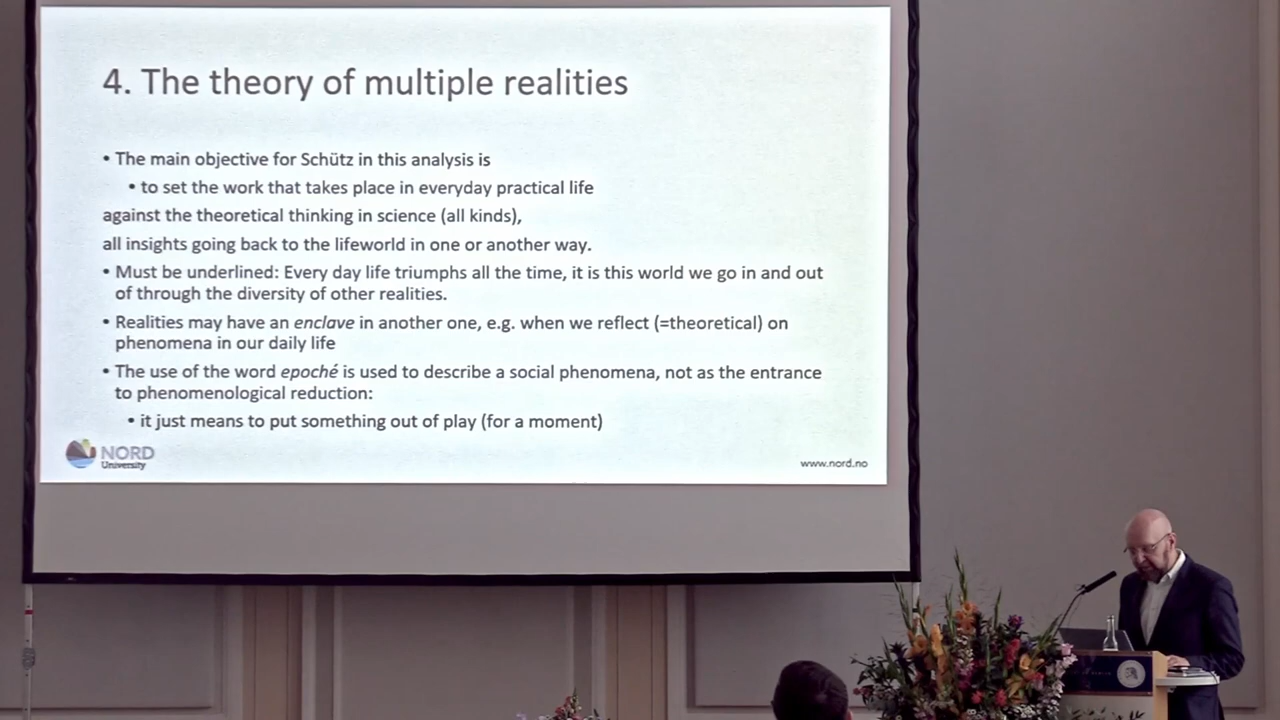 4. The theory of multiple realities
• The main objective for Schütz in this analysis is
• to set the work that takes place in everyday practical life
against the theoretical thinking in science (all kinds),
all insights going back to the lifeworld in one or another way.
• Must be underlined: Every day life triumphs all the time, it is this world we go in and out
of through the diversity of other realities.
• Realities may have an enclave in another one, e.g. when we reflect (=theoretical) on
phenomena in our daily life
• The use of the word epoché is used to describe a social phenomena, not as the entrance
to phenomenological reduction:
• it just means to put something out of play (for a moment)
NORD
University
www.nord.no